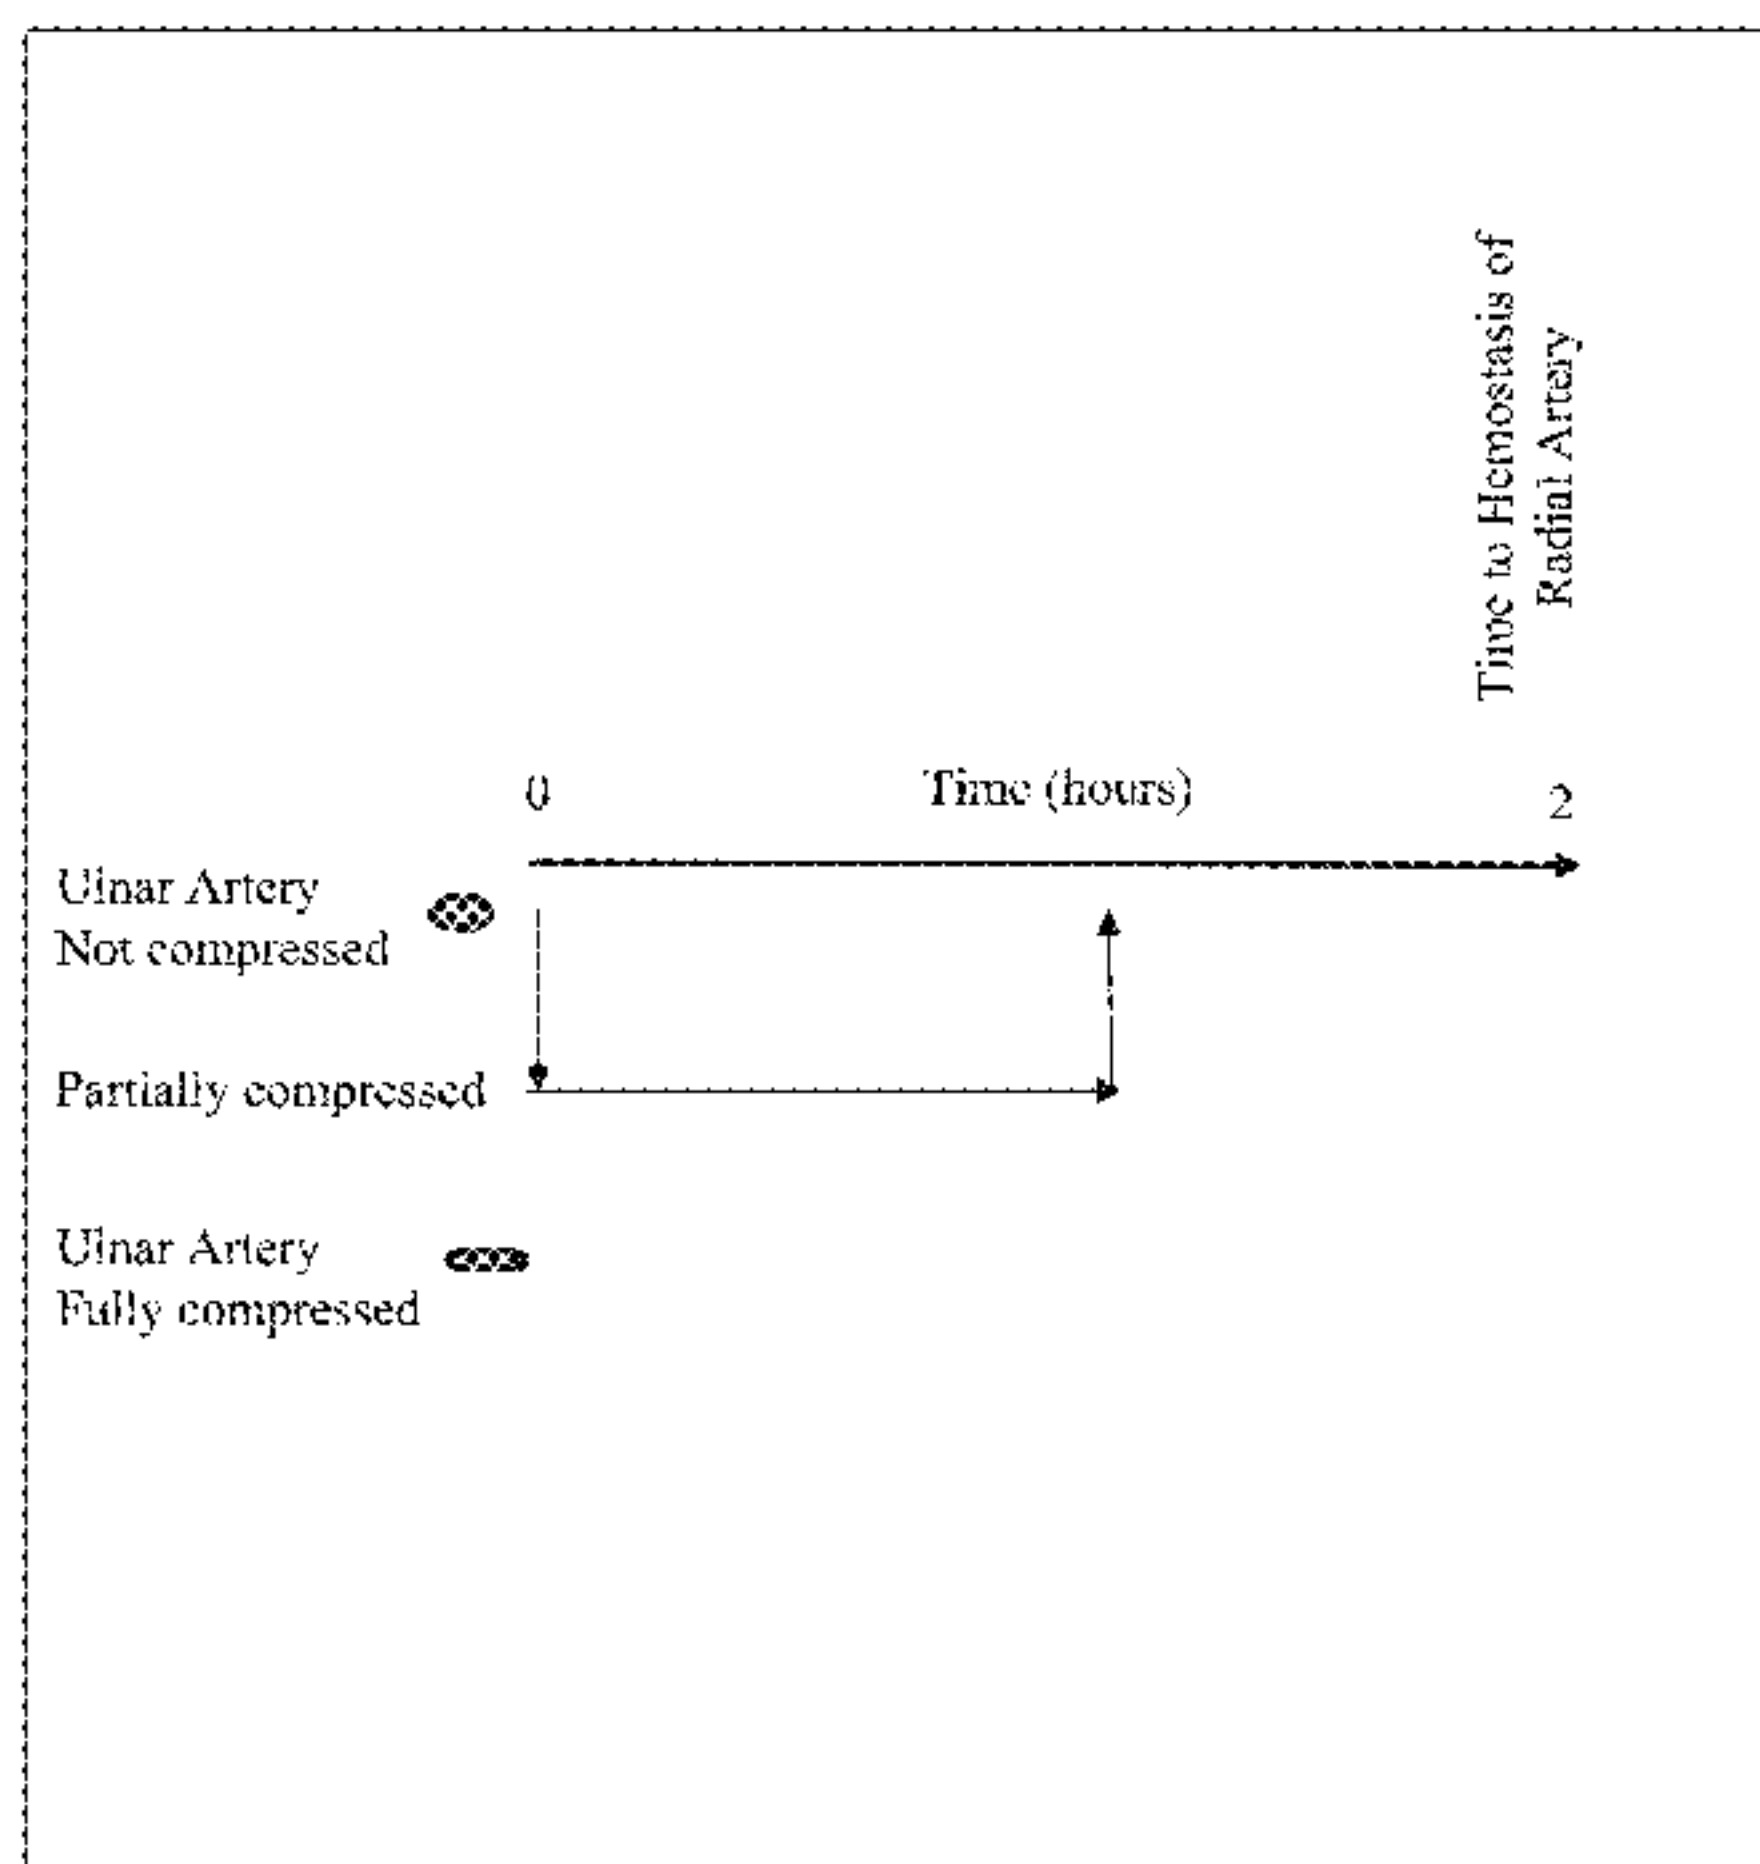 Time to Hemostasis of
Radial Artery
0
Time (hours)
2
Ulnar Artery
Not compressed
Partially compressed
Ulnar Artery
Fully compressed